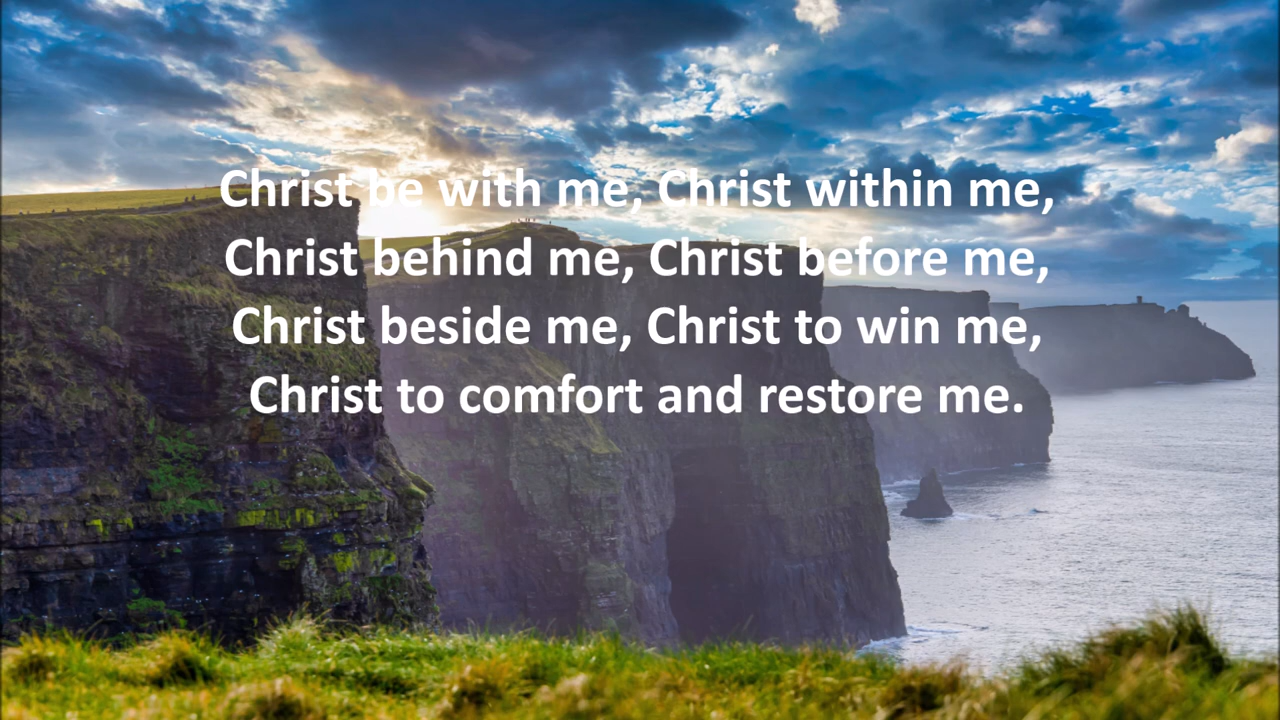 Christ be with me, Christ within me,
Christ behind me, Christ before me,
Christ beside me, Christ to win me,
Christ to comfort and restore me.